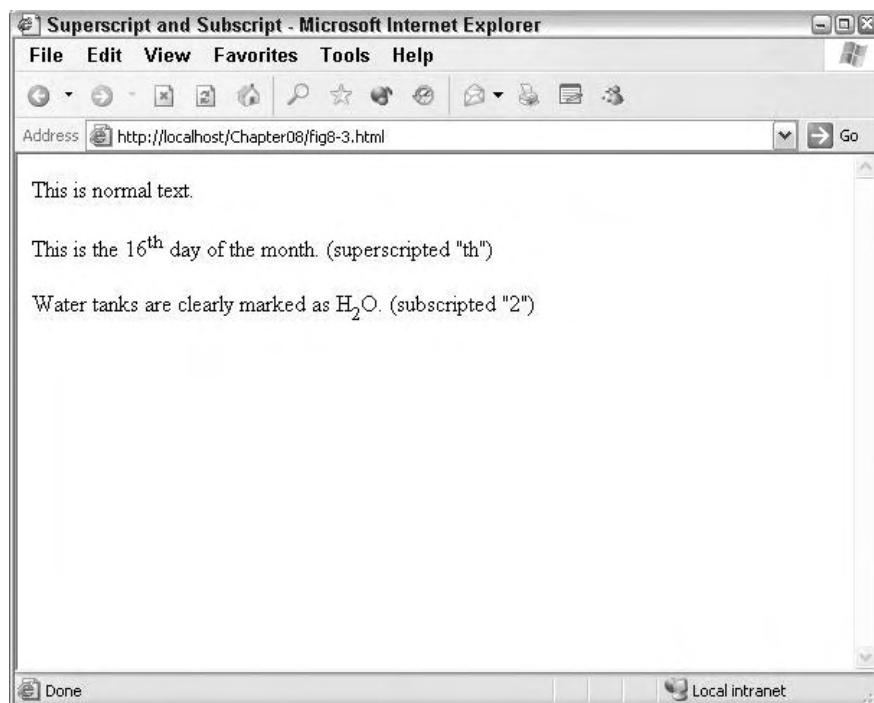 Superscript and Subscript - Microsoft Internet Explorer
File Edit View Favorites Tools Help
Address http://localhost/Chapter08/fig8-3.html Go
This is normal text.
This is the 16th day of the month. (superscripted "th")
Water tanks are clearly marked as H2O. (subscripted "2")
Done Local intranet